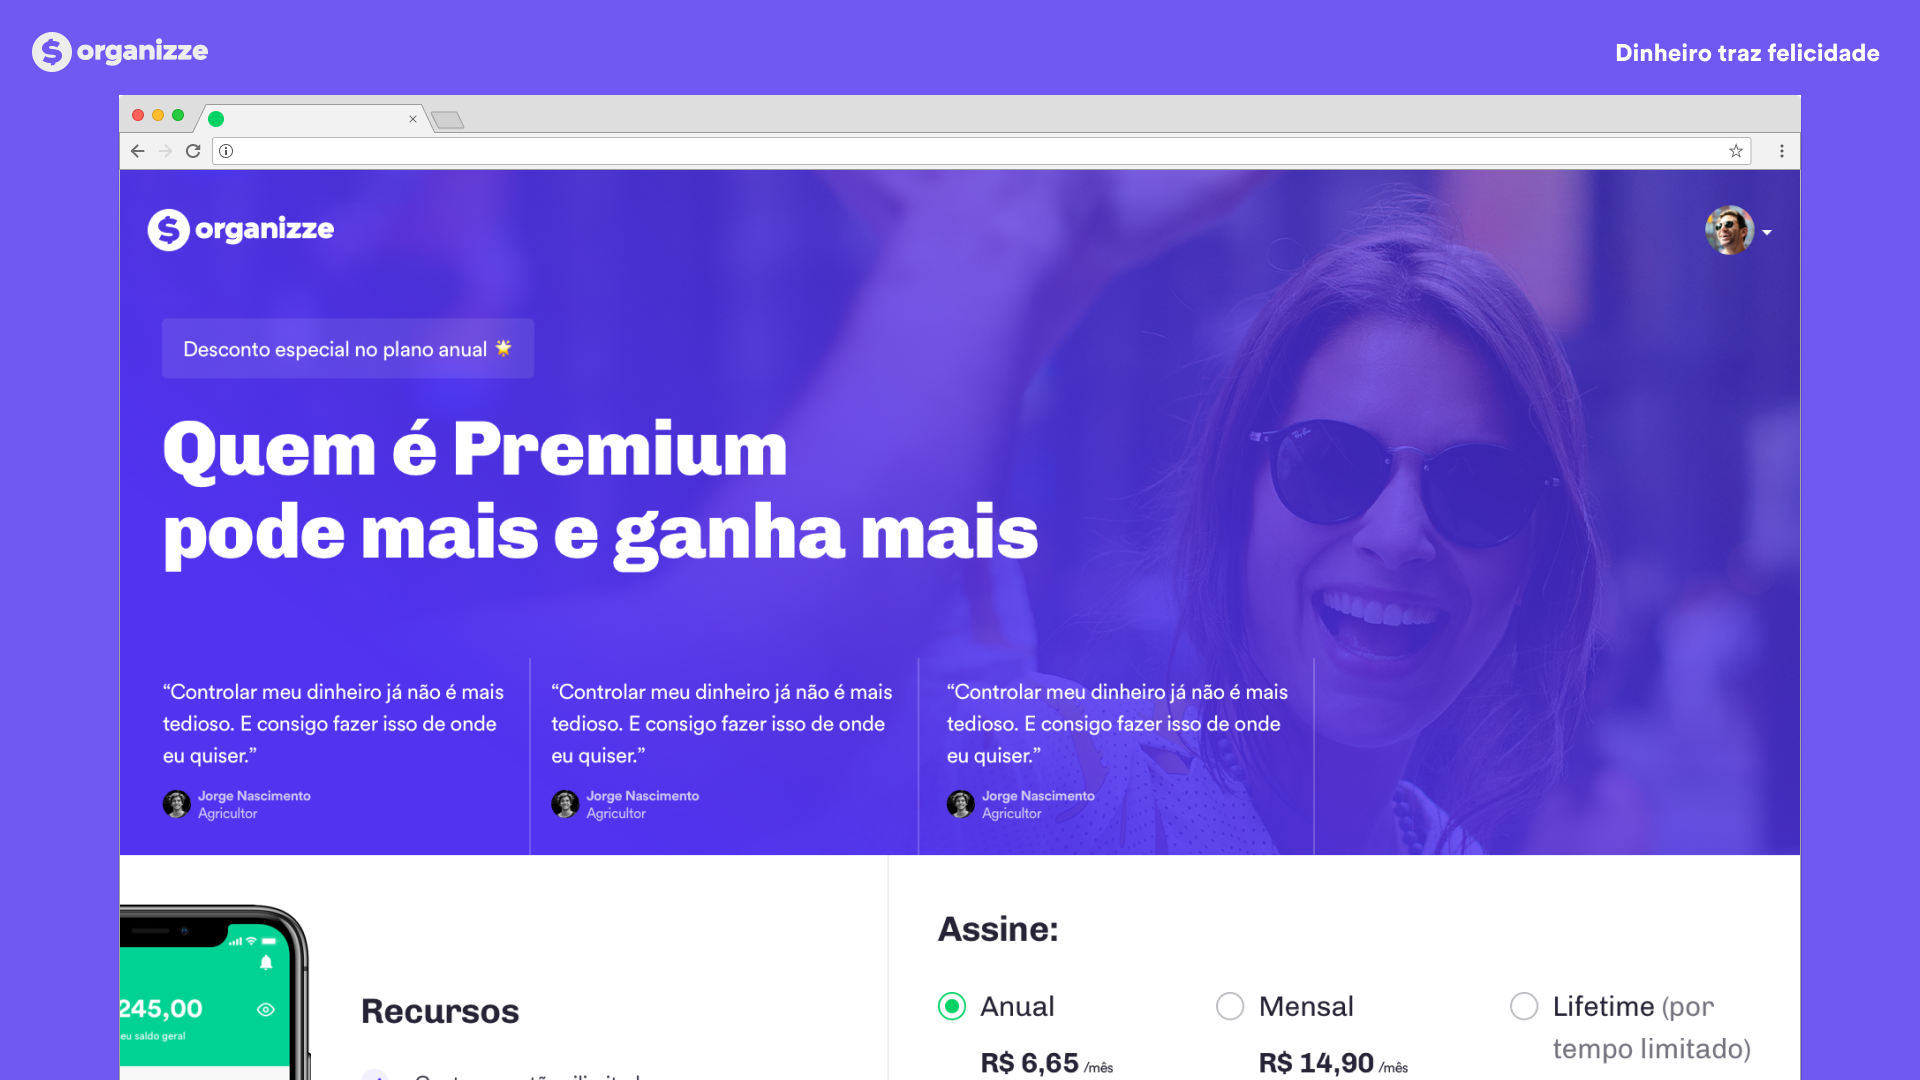 organizze
Dinheiro traz felicidade
organizze
Desconto especial no plano anual
Quem é Premium
pode mais e ganha mais
“Controlar meu dinheiro já não é mais
tedioso. E consigo fazer isso de onde
eu quiser.”
Jorge Nascimento
Agricultor
“Controlar meu dinheiro já não é mais
tedioso. E consigo fazer isso de onde
eu quiser.”
Jorge Nascimento
Agricultor
“Controlar meu dinheiro já não é mais
tedioso. E consigo fazer isso de onde
eu quiser.”
Jorge Nascimento
Agricultor
245,00
eu saldo geral
Recursos
Assine:
Anual
R$ 6,65 /mês
Mensal
R$ 14,90 /mês
Lifetime (por
tempo limitado)